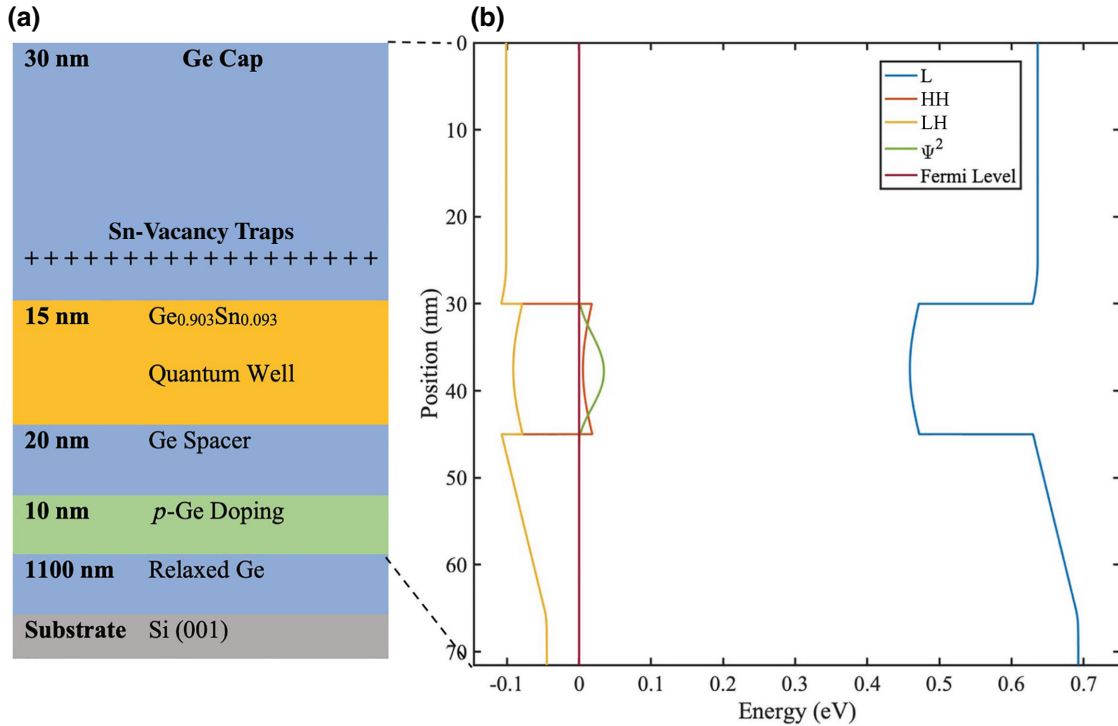 (a)
30 nm Ge Cap
Sn-Vacancy Traps
+ + + + + + + + + + + + + + + + + +
15 nm Ge₀.₉₀₃Sn₀.₀₉₃
Quantum Well
20 nm Ge Spacer
10 nm p-Ge Doping
1100 nm Relaxed Ge
Substrate Si (001)
(b)
L
HH
LH
Ψ²
Fermi Level
Position (nm)
0
10
20
30
40
50
60
70
-0.1 0 0.1 0.2 0.3 0.4 0.5 0.6 0.7
Energy (eV)